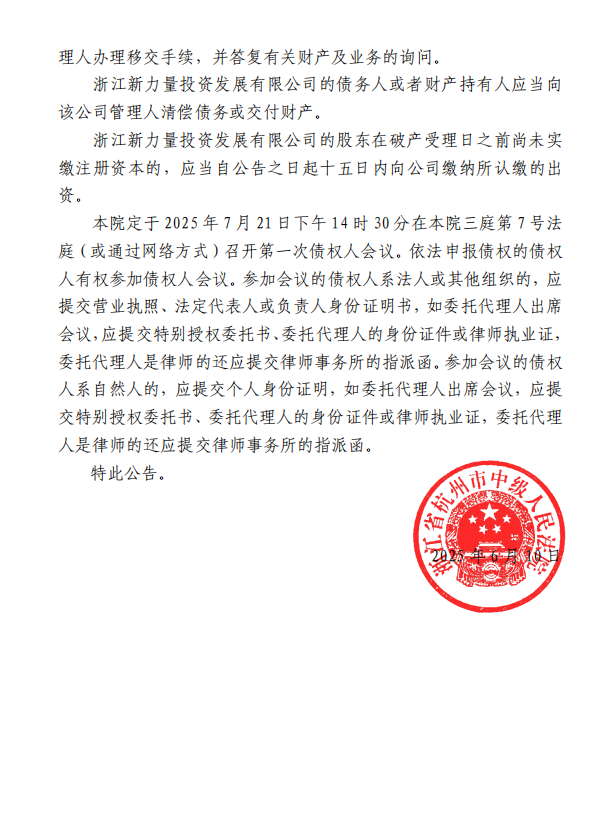 理人办理移交手续，并答复有关财产及业务的询问。
浙江新力量投资发展有限公司的债务人或者财产持有人应当向
该公司管理人清偿债务或交付财产。
浙江新力量投资发展有限公司的股东在破产受理日之前尚未实
缴注册资本的，应当自公告之日起十五日内向公司缴纳所认缴的出
资。
本院定于 2025 年 7 月 21 日下午 14 时 30 分在本院三庭第 7 号法
庭（或通过网络方式）召开第一次债权人会议。依法申报债权的债权
人有权参加债权人会议。参加会议的债权人系法人或其他组织的，应
提交营业执照、法定代表人或负责人身份证明书，如委托代理人出席
会议，应提交特别授权委托书、委托代理人的身份证件或律师执业证，
委托代理人是律师的还应提交律师事务所的指派函。参加会议的债权
人系自然人的，应提交个人身份证明，如委托代理人出席会议，应提
交特别授权委托书、委托代理人的身份证件或律师执业证，委托代理
人是律师的还应提交律师事务所的指派函。
特此公告。
浙江省杭州市中级人民法院
2025 年 6 月 10 日